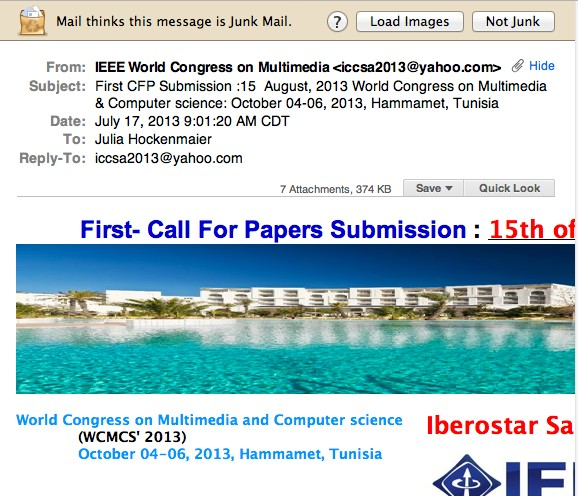 Mail thinks this message is Junk Mail. ? Load Images Not Junk
From: IEEE World Congress on Multimedia <iccsa2013@yahoo.com> Hide
Subject: First CFP Submission :15 August, 2013 World Congress on Multimedia
& Computer science: October 04-06, 2013, Hammamet, Tunisia
Date: July 17, 2013 9:01:20 AM CDT
To: Julia Hockenmaier
Reply-To: iccsa2013@yahoo.com
7 Attachments, 374 KB Save Quick Look
First- Call For Papers Submission : 15th of
World Congress on Multimedia and Computer science
(WCMCS' 2013)
October 04-06, 2013, Hammamet, Tunisia
Iberostar Sa
IE